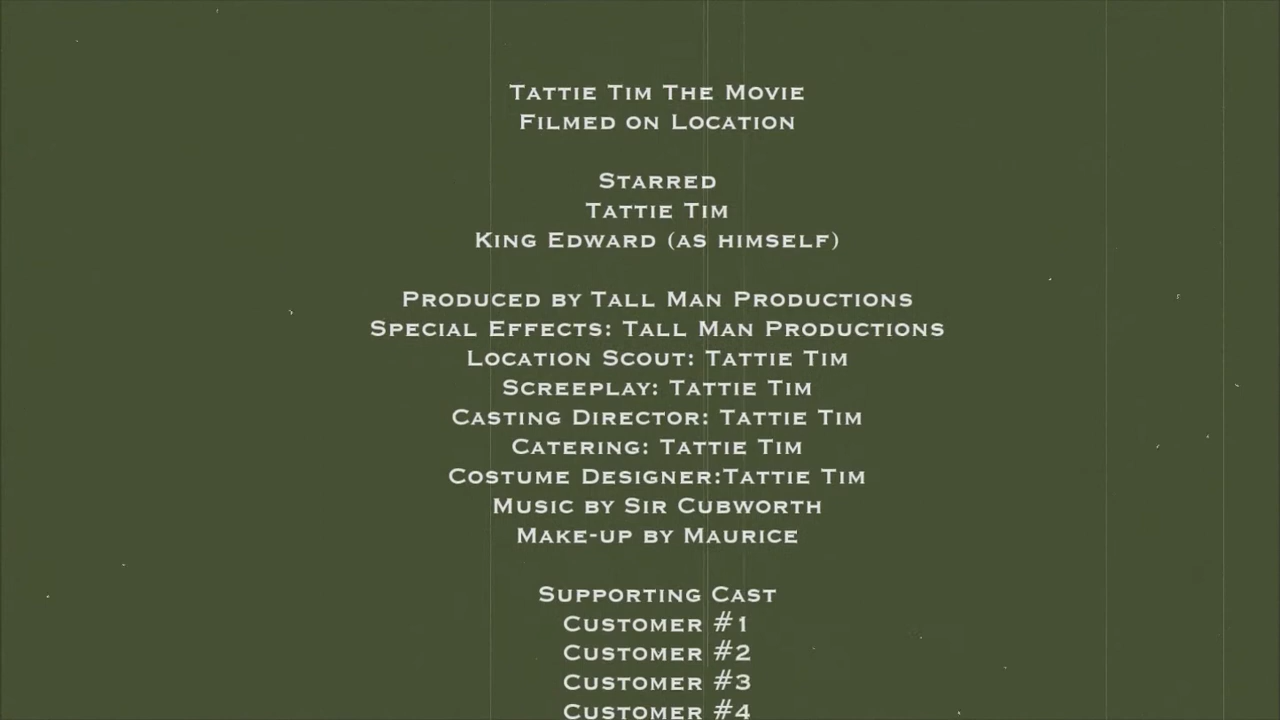 Tattie Tim The Movie
Filmed on Location
Starred
Tattie Tim
King Edward (as himself)
Produced by Tall Man Productions
Special Effects: Tall Man Productions
Location Scout: Tattie Tim
Screeplay: Tattie Tim
Casting Director: Tattie Tim
Catering: Tattie Tim
Costume Designer:Tattie Tim
Music by Sir Cubworth
Make-up by Maurice
Supporting Cast
Customer #1
Customer #2
Customer #3
Customer #4